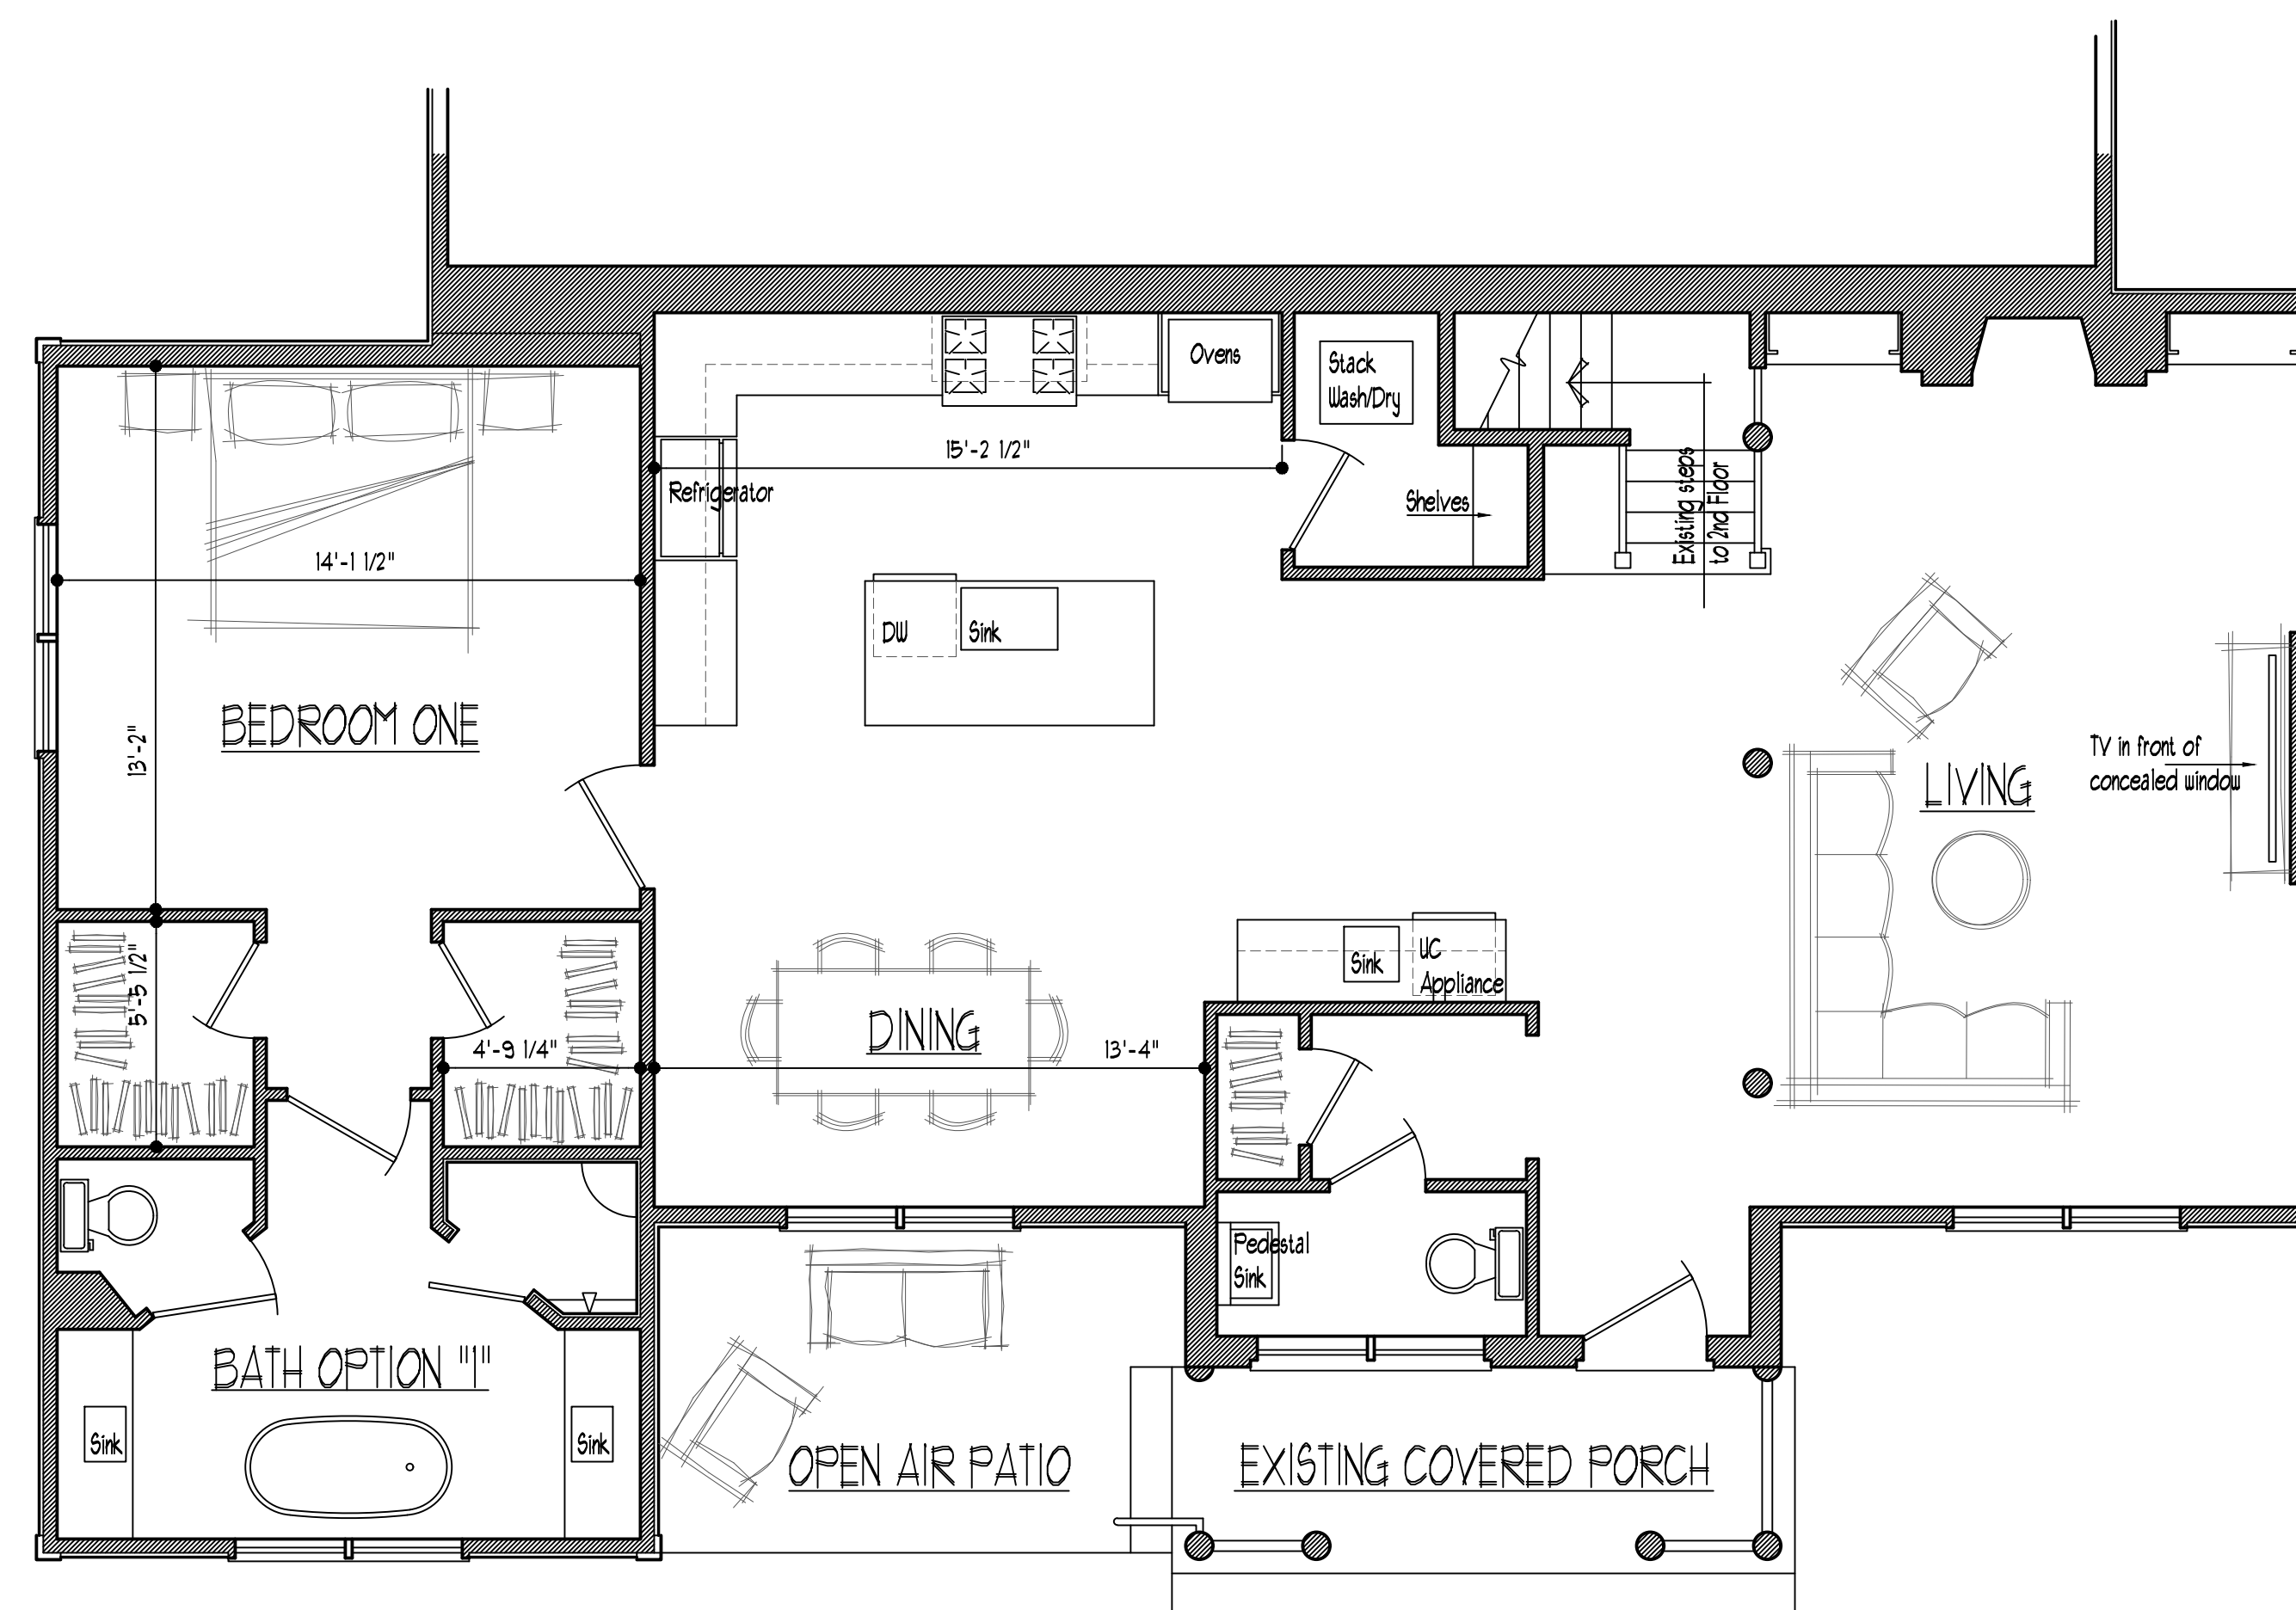 Ovens
Stack
Wash/Dry
15'-2 1/2"
Refrigerator
Shelves
Existing steps
to 2nd Floor
14'-1 1/2"
DW
Sink
BEDROOM ONE
13'-2"
TV in front of
concealed window
LIVING
5'-5 1/2"
Sink
UC
Appliance
DINING
4'-9 1/4"
13'-4"
Pedestal
Sink
BATH OPTION "1"
Sink
Sink
OPEN AIR PATIO
EXISTING COVERED PORCH